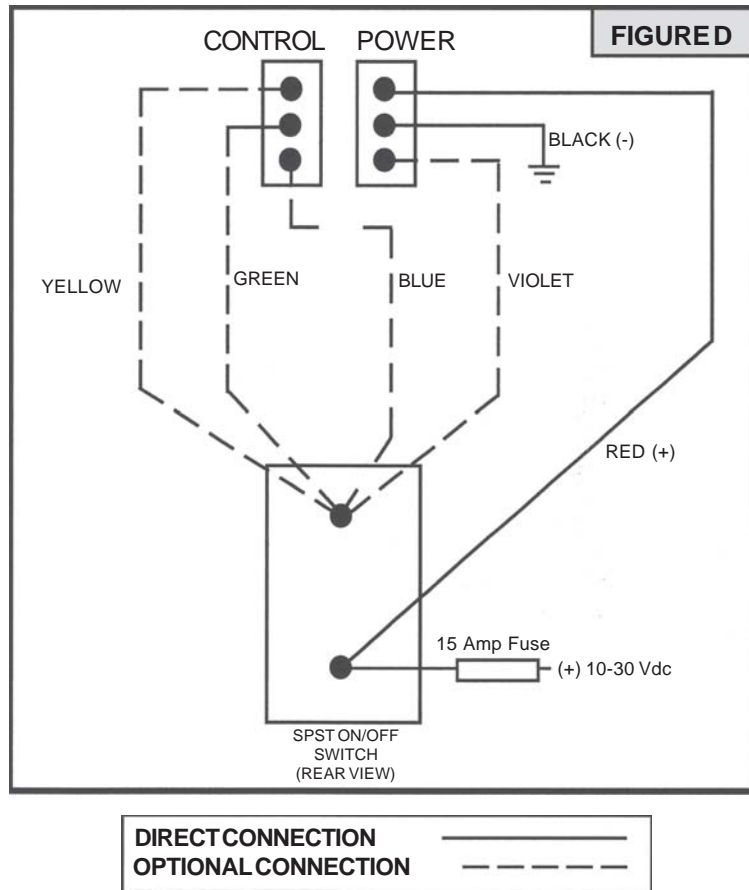 FIGURE D
CONTROL POWER
BLACK (-)
YELLOW
GREEN
BLUE
VIOLET
RED (+)
15 Amp Fuse
(+) 10-30 Vdc
SPST ON/OFF
SWITCH
(REAR VIEW)
DIRECT CONNECTION
OPTIONAL CONNECTION